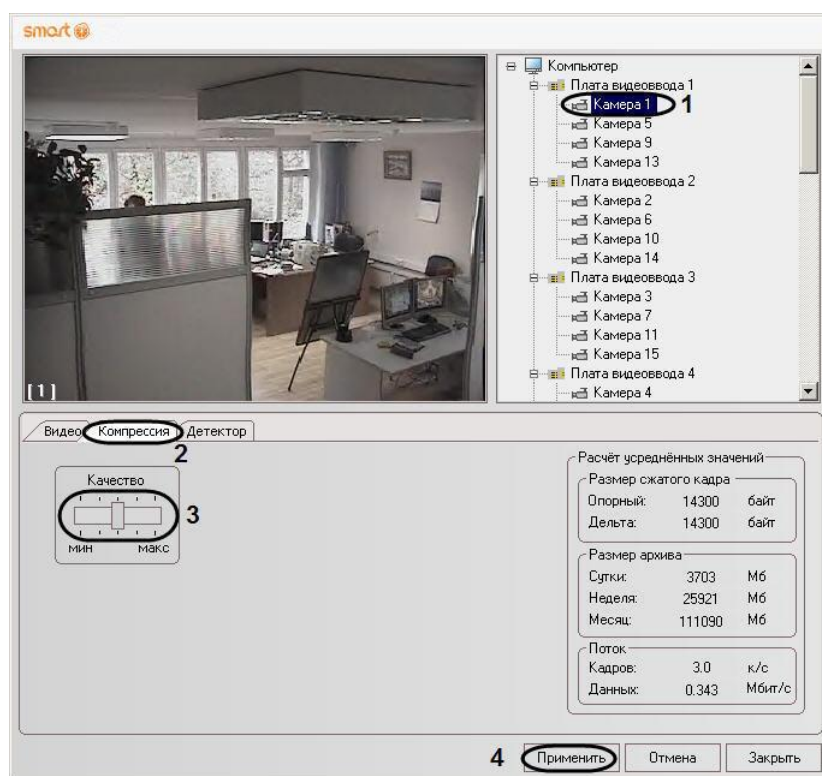 smart
Компьютер
Плата видеоввода 1
Камера 1
1
Камера 5
Камера 9
Камера 13
Плата видеоввода 2
Камера 2
Камера 6
Камера 10
Камера 14
Плата видеоввода 3
Камера 3
Камера 7
Камера 11
Камера 15
Плата видеоввода 4
Камера 4
[1]
Видео Компрессия Детектор
2
Качество
3
мин макс
Расчёт усреднённых значений
Размер сжатого кадра
Опорный: 14300 байт
Дельта: 14300 байт
Размер архива
Сутки: 3703 Мб
Неделя: 25921 Мб
Месяц: 111090 Мб
Поток
Кадров: 3.0 к/с
Данных: 0.343 Мбит/с
4 Применить Отмена Закрыть